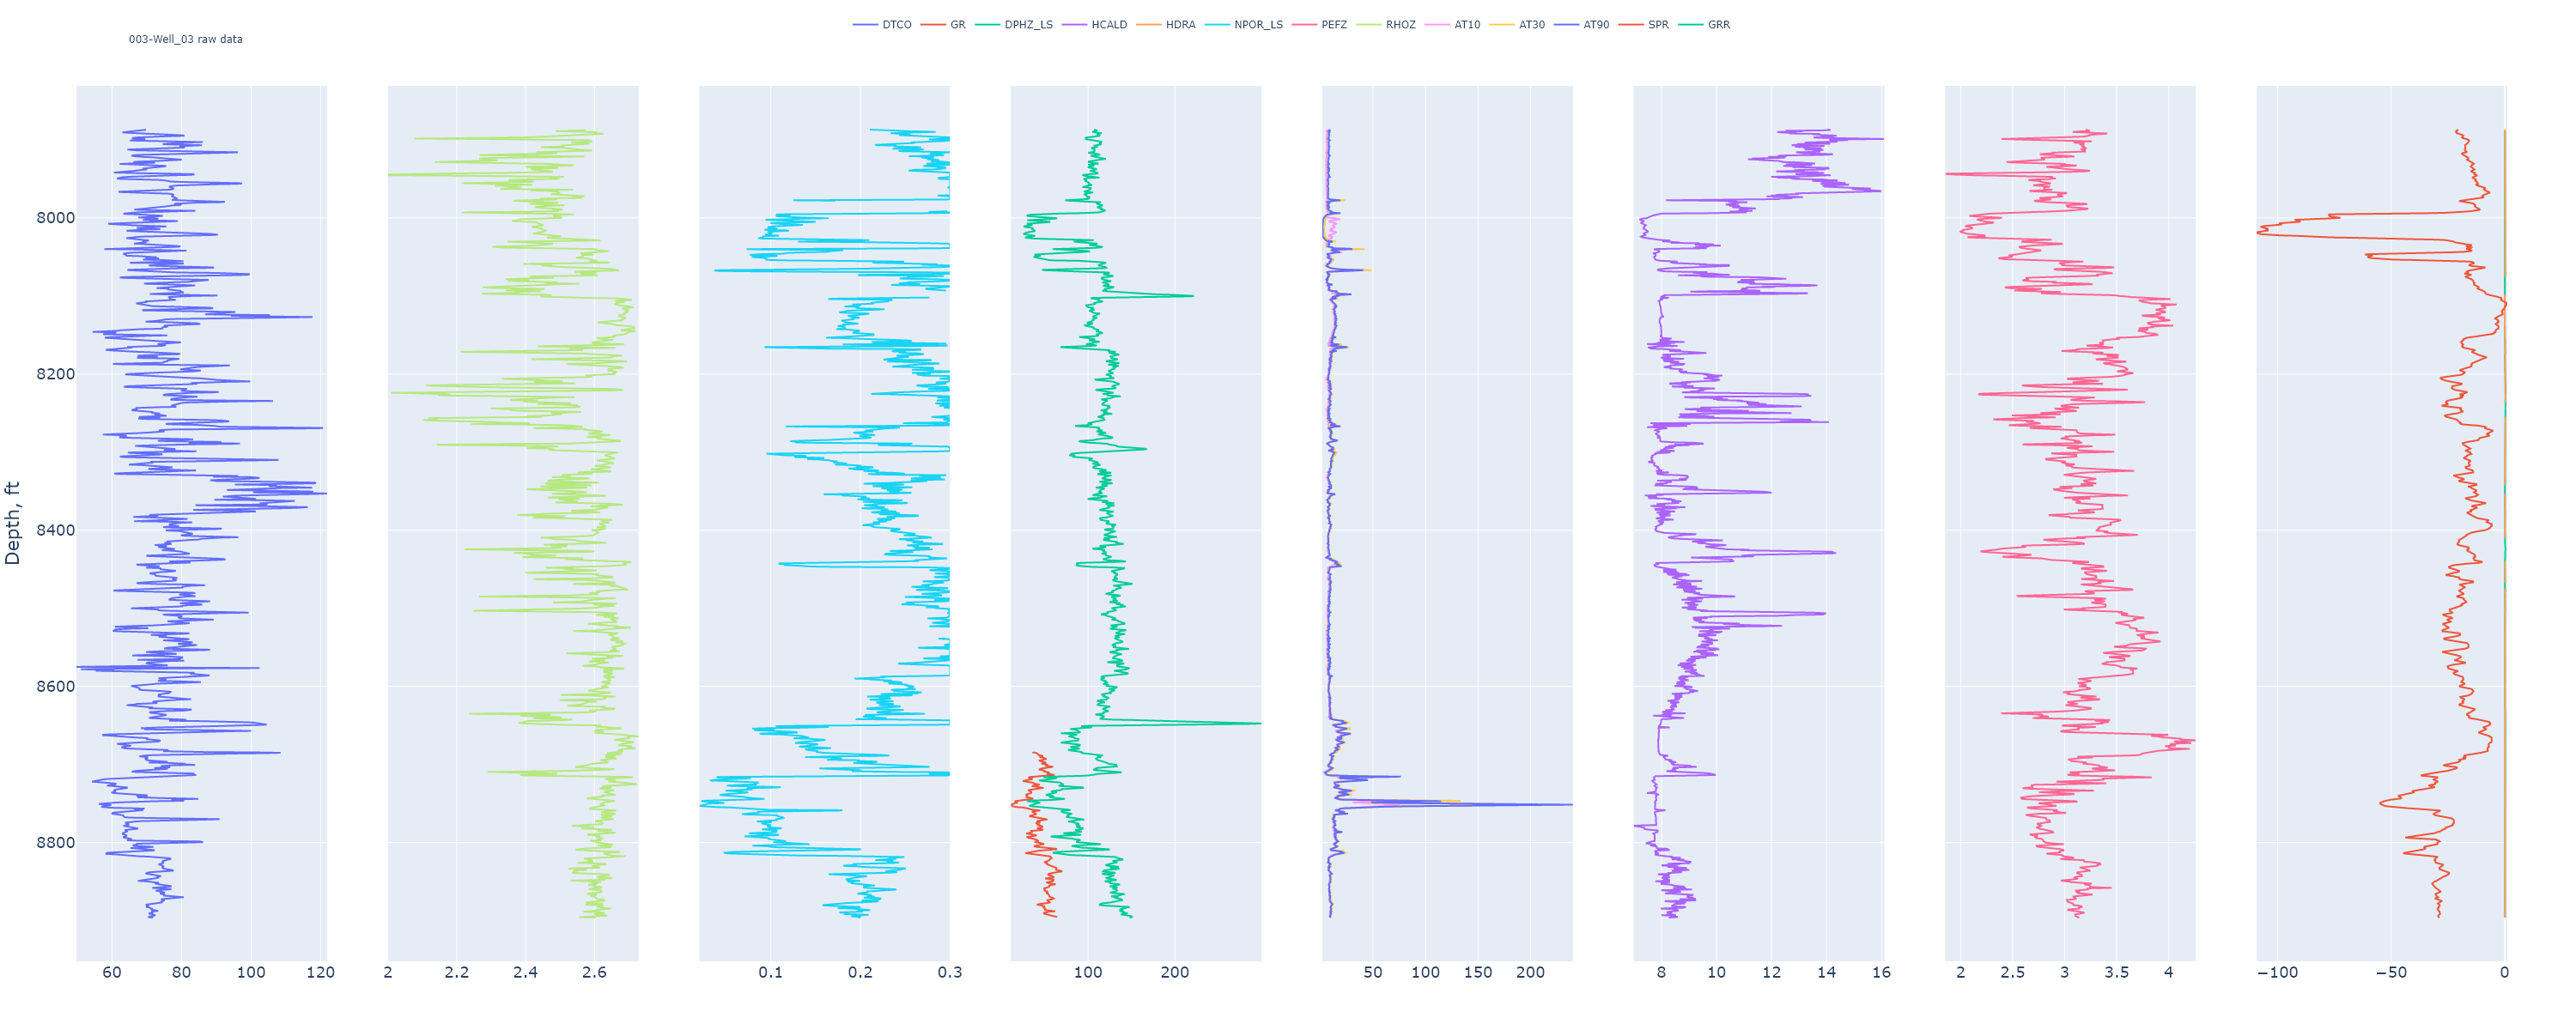 DTCO GR DPHZ_LS HCALD HDRA NPOR_LS PEFZ RHOZ AT10 AT30 AT90 SPR GRR
003-Well_03 raw data
Depth, ft
8000
8200
8400
8600
8800
60 80 100 120 2 2.2 2.4 2.6 0.1 0.2 0.3 100 200 50 100 150 200 8 10 12 14 16 2 2.5 3 3.5 4 −100 −50 0